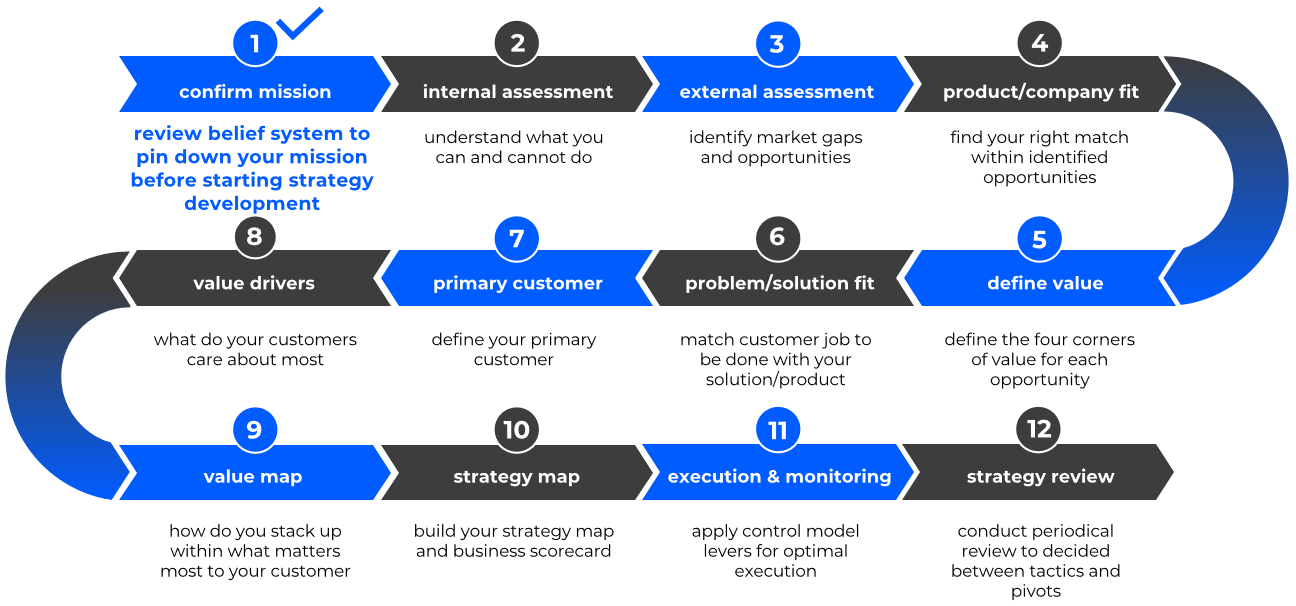 1
confirm mission
review belief system to
pin down your mission
before starting strategy
development
2
internal assessment
understand what you
can and cannot do
3
external assessment
identify market gaps
and opportunities
4
product/company fit
find your right match
within identified
opportunities
5
define value
define the four corners
of value for each
opportunity
6
problem/solution fit
match customer job to
be done with your
solution/product
7
primary customer
define your primary
customer
8
value drivers
what do your customers
care about most
9
value map
how do you stack up
within what matters
most to your customer
10
strategy map
build your strategy map
and business scorecard
11
execution & monitoring
apply control model
levers for optimal
execution
12
strategy review
conduct periodical
review to decided
between tactics and
pivots